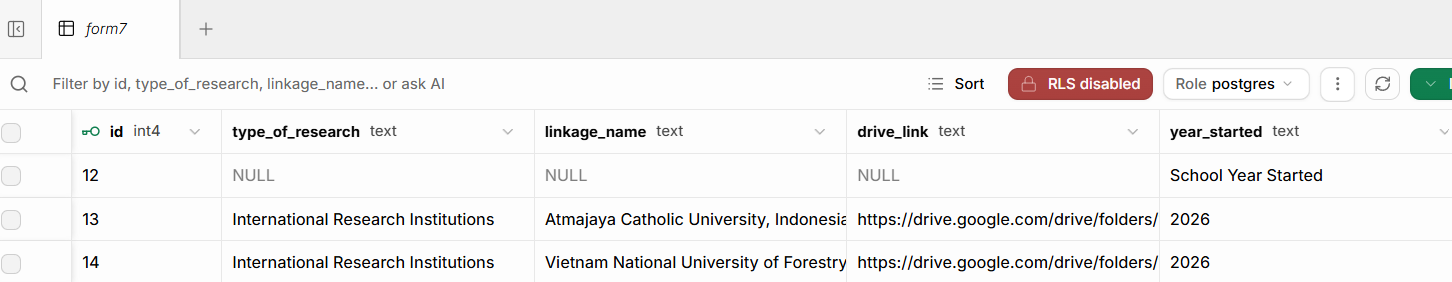 form7
Filter by id, type_of_research, linkage_name... or ask AI Sort RLS disabled Role postgres
id int4 type_of_research text linkage_name text drive_link text year_started text
12 NULL NULL NULL School Year Started
13 International Research Institutions Atmajaya Catholic University, Indonesia https://drive.google.com/drive/folders/ 2026
14 International Research Institutions Vietnam National University of Forestry https://drive.google.com/drive/folders/ 2026